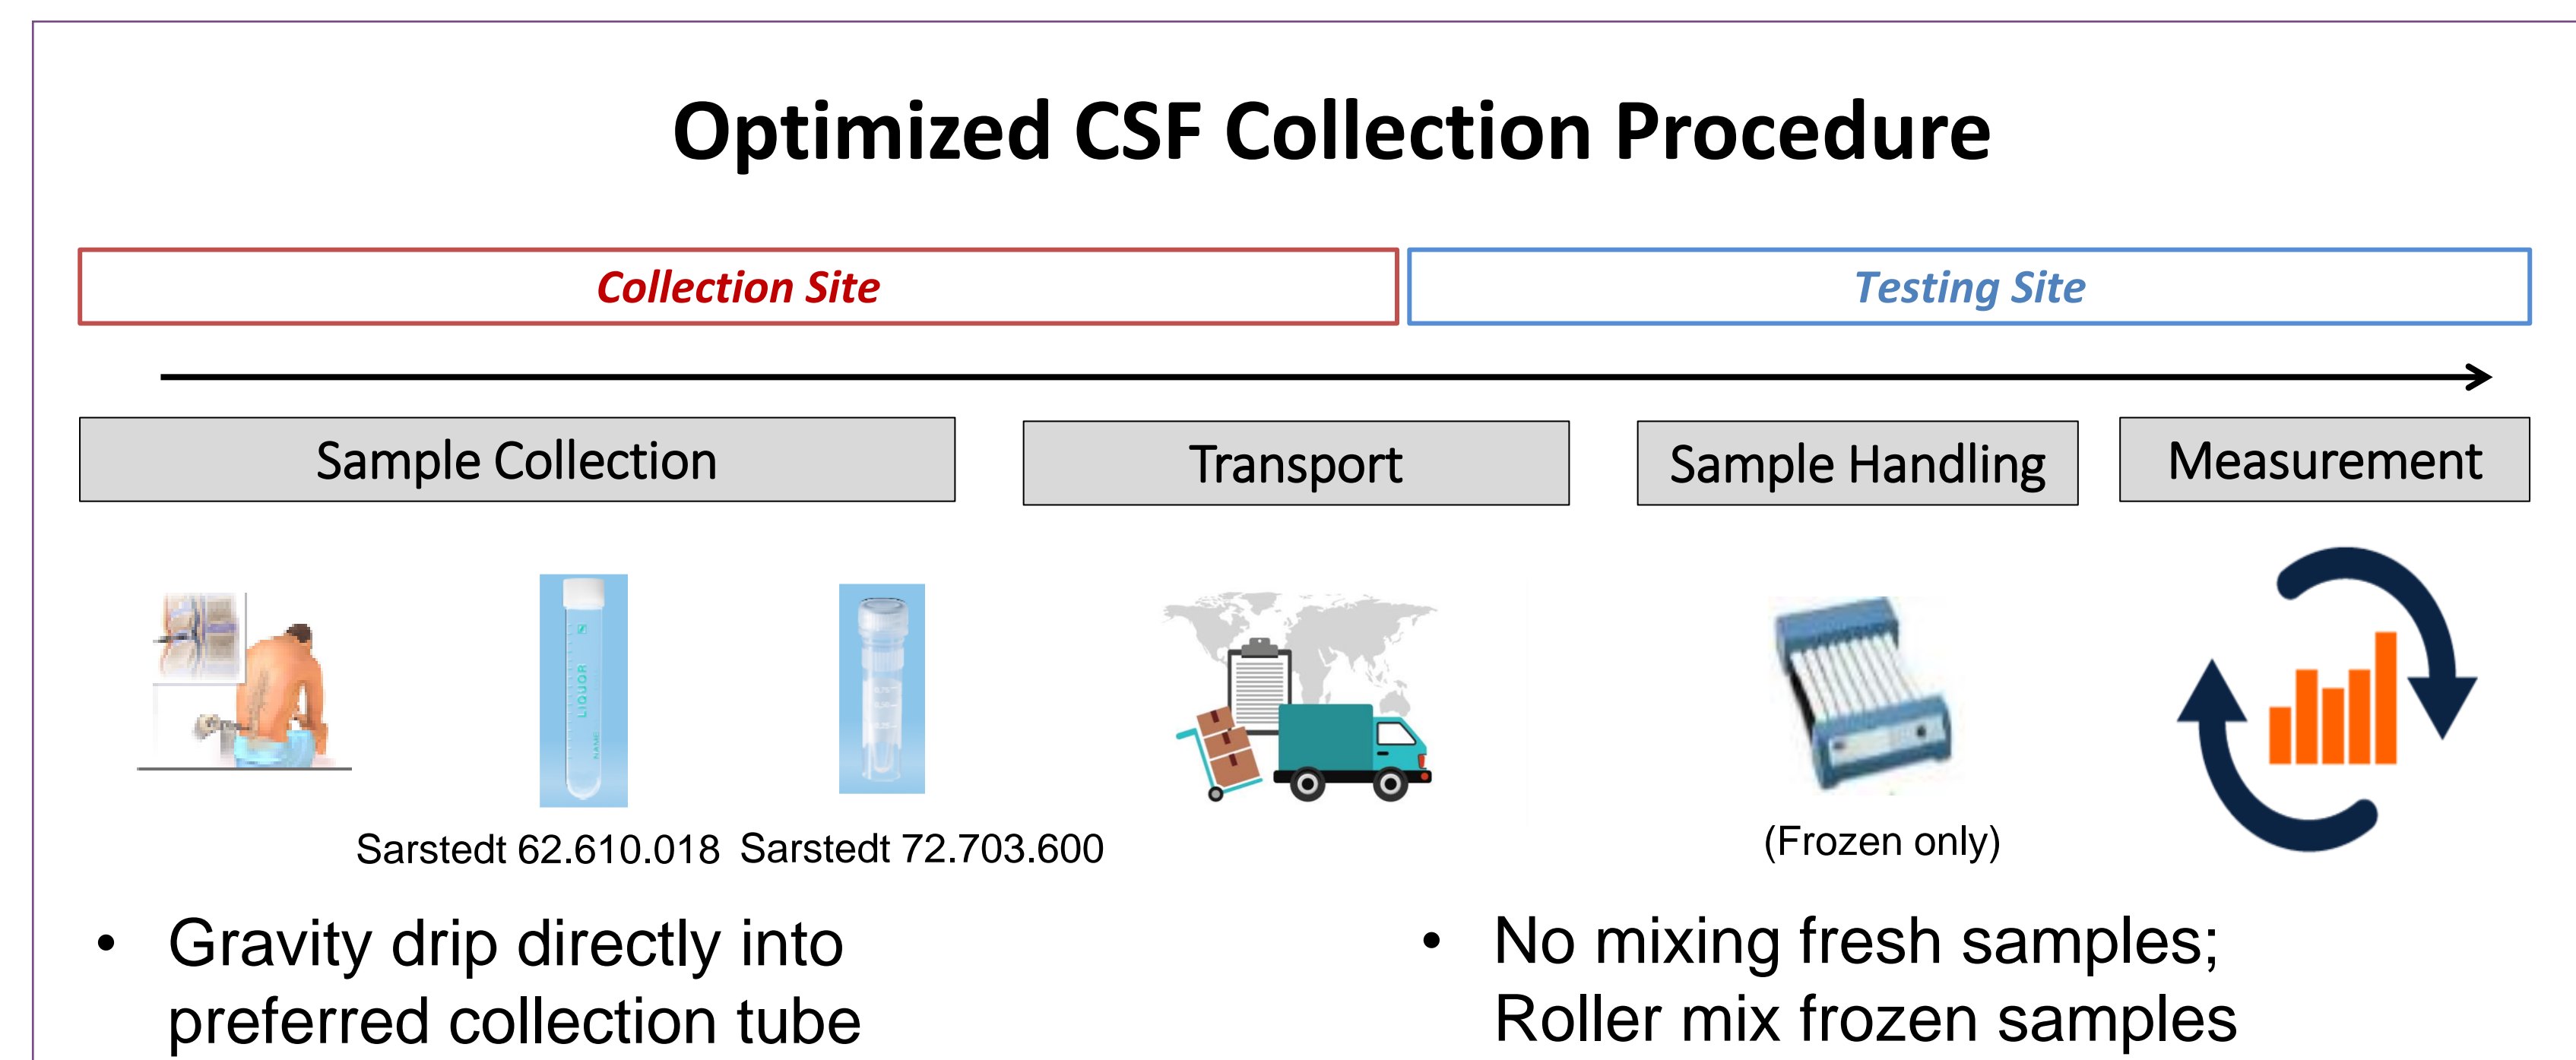 Optimized CSF Collection Procedure
Collection Site
Testing Site
Sample Collection
Transport
Sample Handling
Measurement
LIQUOR
NAME
Sarstedt 62.610.018
Sarstedt 72.703.600
(Frozen only)
• Gravity drip directly into
preferred collection tube
• No mixing fresh samples;
Roller mix frozen samples